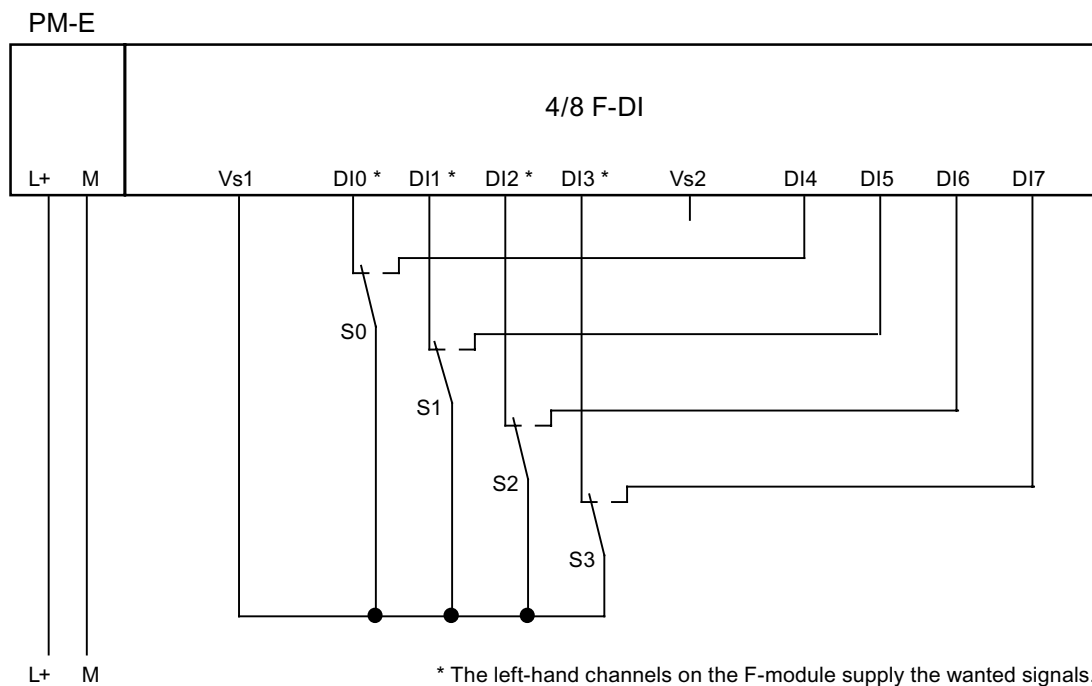 PM-E
4/8 F-DI
L+ M Vs1 DI0 * DI1 * DI2 * DI3 * Vs2 DI4 DI5 DI6 DI7
S0
S1
S2
S3
L+ M * The left-hand channels on the F-module supply the wanted signals